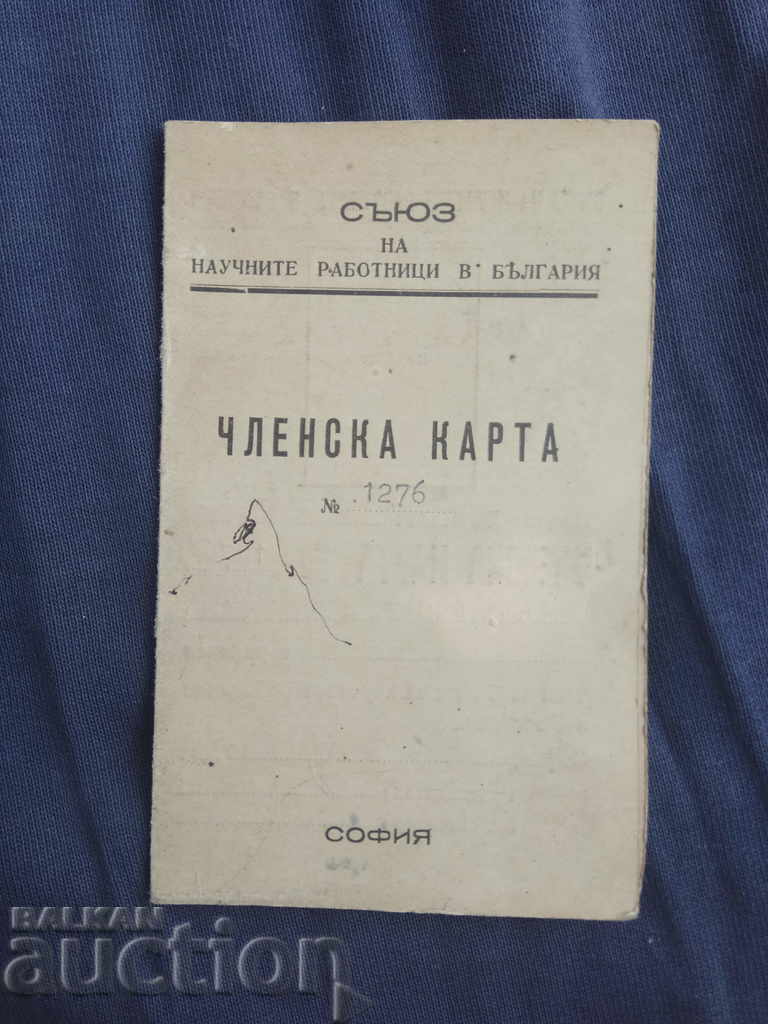 СЪЮЗ
НА
НАУЧНИТЕ РАБОТНИЦИ В БЪЛГАРИЯ
ЧЛЕНСКА КАРТА
№ 1276
СОФИЯ
BALKAN
auction